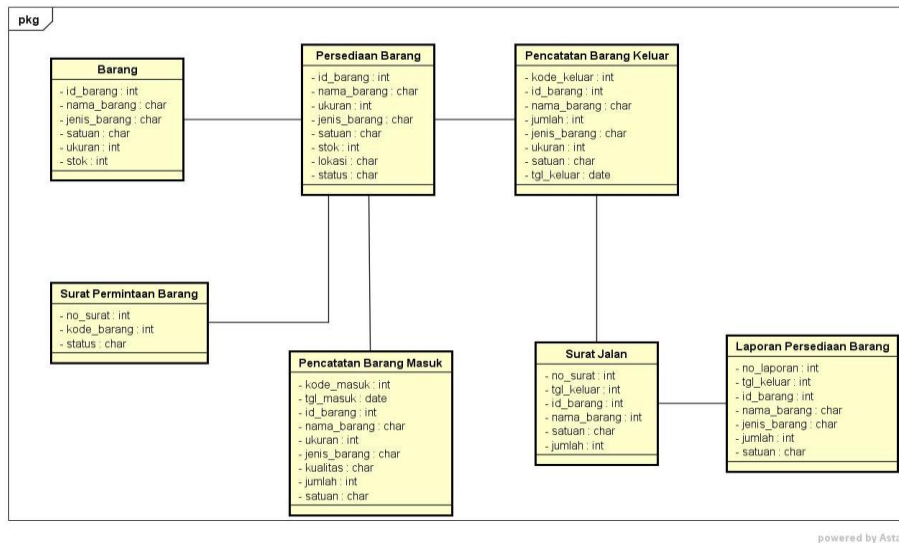 pkg
Barang
- id_barang : int
- nama_barang : char
- jenis_barang : char
- satuan : char
- ukuran : int
- stok : int
Persediaan Barang
- id_barang : int
- nama_barang : char
- ukuran : int
- jenis_barang : char
- satuan : char
- stok : int
- lokasi : char
- status : char
Pencatatan Barang Keluar
- kode_keluar : int
- id_barang : int
- nama_barang : char
- jumlah : int
- jenis_barang : char
- ukuran : int
- satuan : char
- tgl_keluar : date
Surat Permintaan Barang
- no_surat : int
- kode_barang : int
- status : char
Pencatatan Barang Masuk
- kode_masuk : int
- tgl_masuk : date
- id_barang : int
- nama_barang : char
- ukuran : int
- jenis_barang : char
- kualitas : char
- jumlah : int
- satuan : char
Surat Jalan
- no_surat : int
- tgl_keluar : int
- id_barang : int
- nama_barang : int
- satuan : char
- jumlah : int
Laporan Persediaan Barang
- no_laporan : int
- tgl_keluar : int
- id_barang : int
- nama_barang : char
- jenis_barang : char
- jumlah : int
- satuan : char
powered by Asta